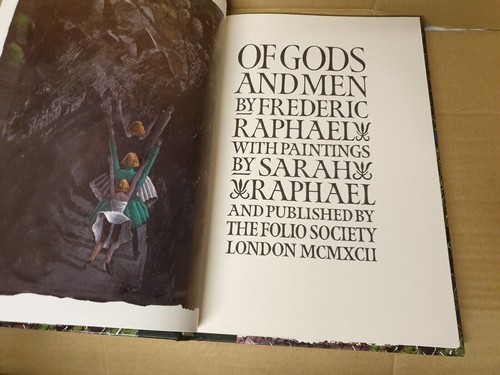 OF GODS
AND MEN
BY FREDERIC
RAPHAEL
WITH PAINTINGS
BY SARAH
RAPHAEL
AND PUBLISHED BY
THE FOLIO SOCIETY
LONDON MCMXCII